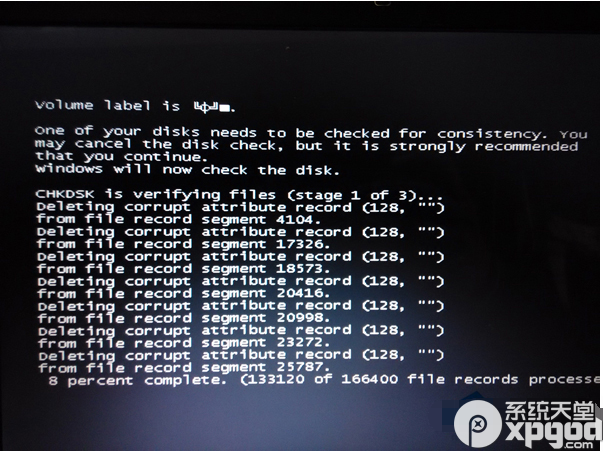 Volume label is ╚ф╝■.
One of your disks needs to be checked for consistency. You
may cancel the disk check, but it is strongly recommended
that you continue.
Windows will now check the disk.
CHKDSK is verifying files (stage 1 of 3)...
Deleting corrupt attribute record (128, "")
from file record segment 4104.
Deleting corrupt attribute record (128, "")
from file record segment 17326.
Deleting corrupt attribute record (128, "")
from file record segment 18573.
Deleting corrupt attribute record (128, "")
from file record segment 20416.
Deleting corrupt attribute record (128, "")
from file record segment 20998.
Deleting corrupt attribute record (128, "")
from file record segment 23272.
Deleting corrupt attribute record (128, "")
from file record segment 25787.
8 percent complete. (133120 of 166400 file records processe
系统天堂
xpgod
.com